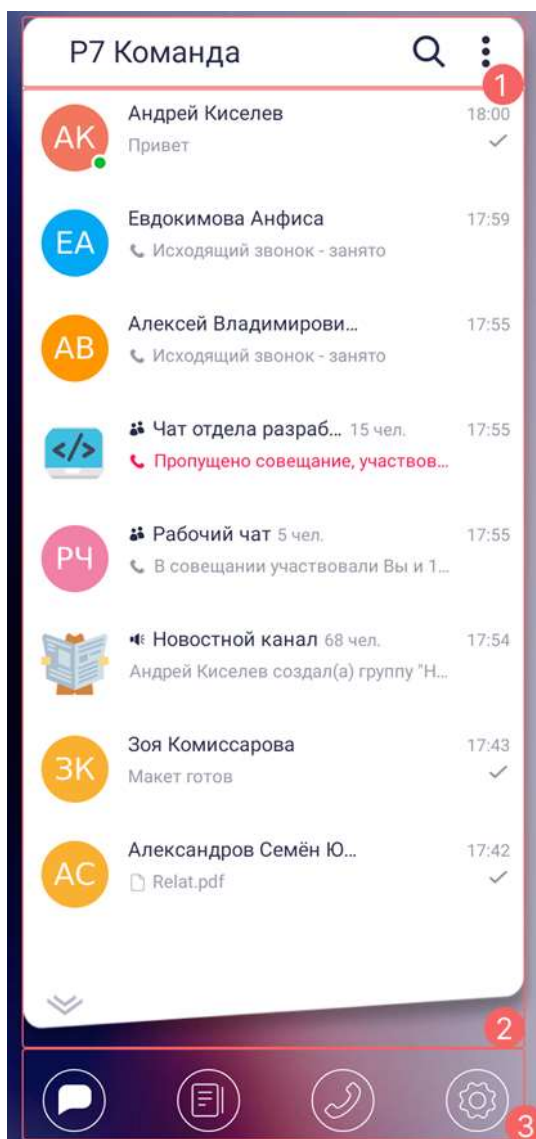 Р7 Команда
1
АК
Андрей Киселев
18:00
Привет
ЕА
Евдокимова Анфиса
17:59
Исходящий звонок - занято
АВ
Алексей Владимирови...
17:55
Исходящий звонок - занято
</>
Чат отдела разраб... 15 чел.
17:55
Пропущено совещание, участвов...
РЧ
Рабочий чат 5 чел.
17:55
В совещании участвовали Вы и 1...
Новостной канал 68 чел.
17:54
Андрей Киселев создал(а) группу "Н...
ЗК
Зоя Комиссарова
17:43
Макет готов
АС
Александров Семён Ю...
17:42
Relat.pdf
2
3